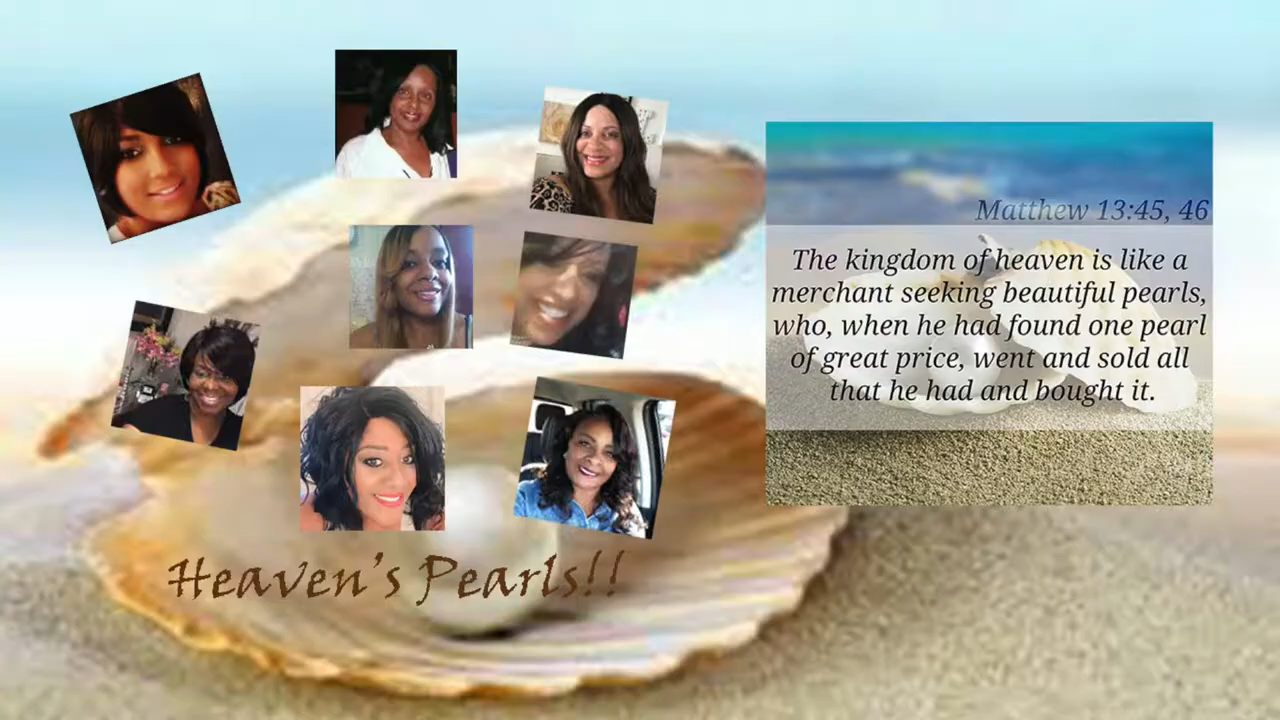 Matthew 13:45, 46
The kingdom of heaven is like a
merchant seeking beautiful pearls,
who, when he had found one pearl
of great price, went and sold all
that he had and bought it.
Heaven's Pearls!!